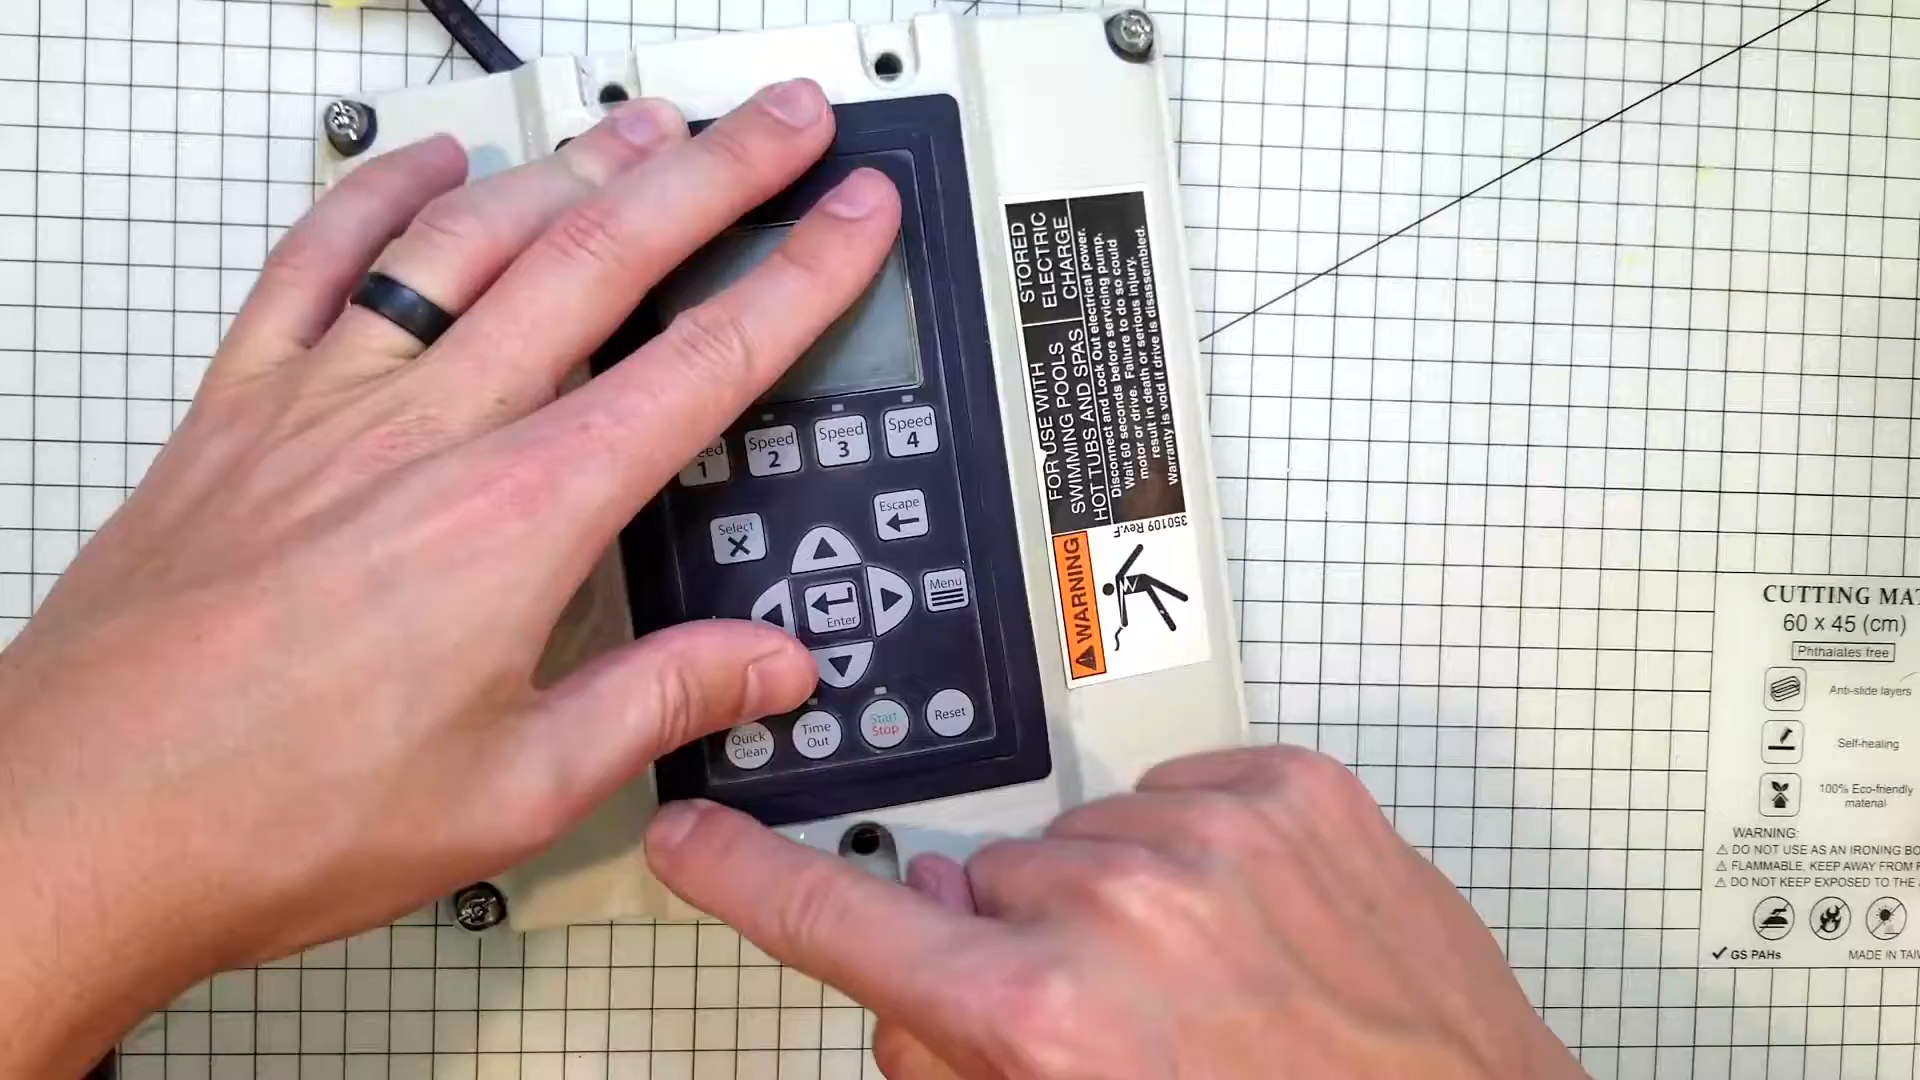 Speed
2
Speed
3
Speed
4
1
Select
Escape
Enter
Menu
Quick
Clean
Time
Out
Start
Stop
Reset
FOR USE WITH
SWIMMING POOLS
HOT TUBS AND SPAS
STORED
ELECTRIC
CHARGE
Disconnect and Lock Out electrical power.
Wait 60 seconds before servicing pump,
motor or drive. Failure to do so could
result in death or serious injury.
Warranty is void if drive is disassembled.
WARNING
350109 Rev.F
CUTTING MA
60 x 45 (cm)
Phthalates free
Anti-slide layers
Self-healing
100% Eco-friendly
material
WARNING:
⚠ DO NOT USE AS AN IRONING BO
⚠ FLAMMABLE, KEEP AWAY FROM
⚠ DO NOT KEEP EXPOSED TO THE
✓ GS PAHs
MADE IN TAI